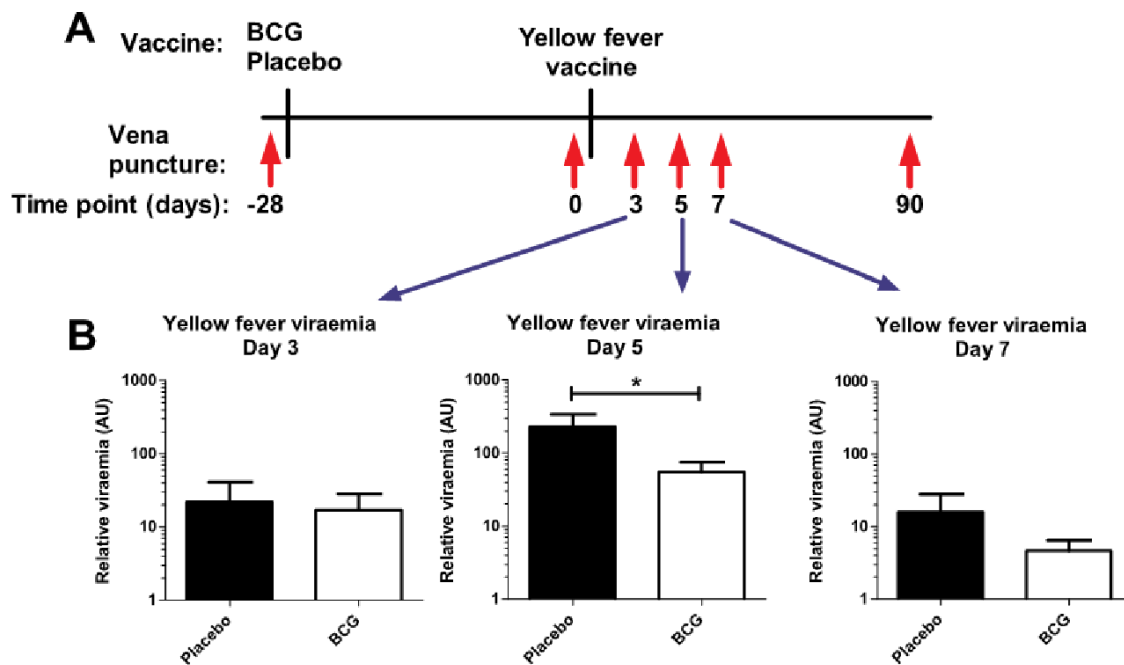 A
Vaccine:
BCG
Placebo
Yellow fever
vaccine
Vena
puncture:
Time point (days): -28 0 3 5 7 90
B
Yellow fever viraemia
Day 3
Relative viraemia (AU)
1000
100
10
1
Placebo
BCG
Yellow fever viraemia
Day 5
Relative viraemia (AU)
1000
100
10
1
*
Placebo
BCG
Yellow fever viraemia
Day 7
Relative viraemia (AU)
1000
100
10
1
Placebo
BCG